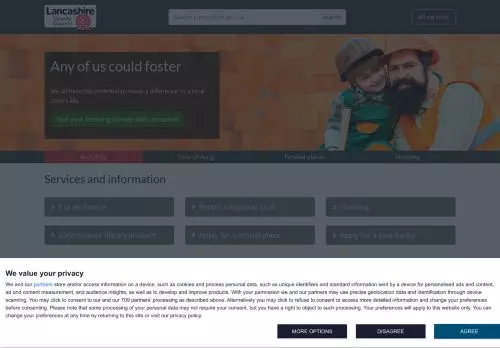 Lancashire
County
Council
Search
All services
Any of us could foster
We all have the potential to make a difference to a local
child's life.
Start your fostering journey with Lancashire
School places
Fostering
Services and information
Pay an invoice
Report a highway fault
Flooding
Apply for a school place
Apply for a blue badge
We value your privacy
We and our partners store and/or access information on a device, such as cookies and process personal data, such as unique identifiers and standard information sent by a device for personalised ads and content,
ad and content measurement, and audience insights, as well as to develop and improve products. With your permission we and our partners may use precise geolocation data and identification through device
scanning. You may click to consent to our and our 709 partners' processing as described above. Alternatively you may click to refuse to consent or access more detailed information and change your preferences
before consenting. Please note that some processing of your personal data may not require your consent, but you have a right to object to such processing. Your preferences will apply to this website only. You can
change your preferences at any time by returning to this site or visit our privacy policy.
MORE OPTIONS
DISAGREE
AGREE